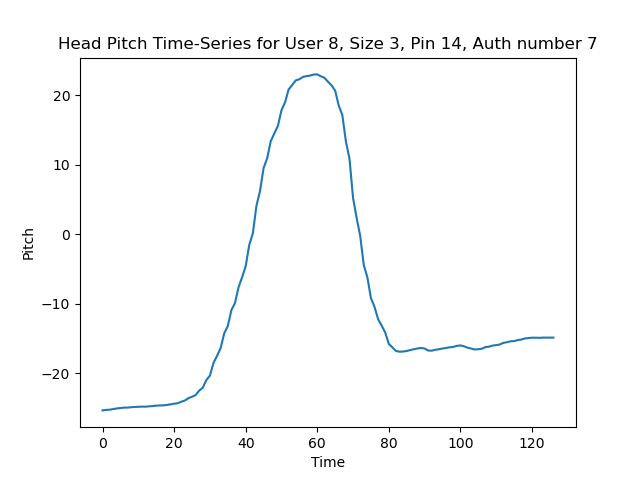 Head Pitch Time-Series for User 8, Size 3, Pin 14, Auth number 7
20
10
0
−10
−20
Pitch
0 20 40 60 80 100 120
Time